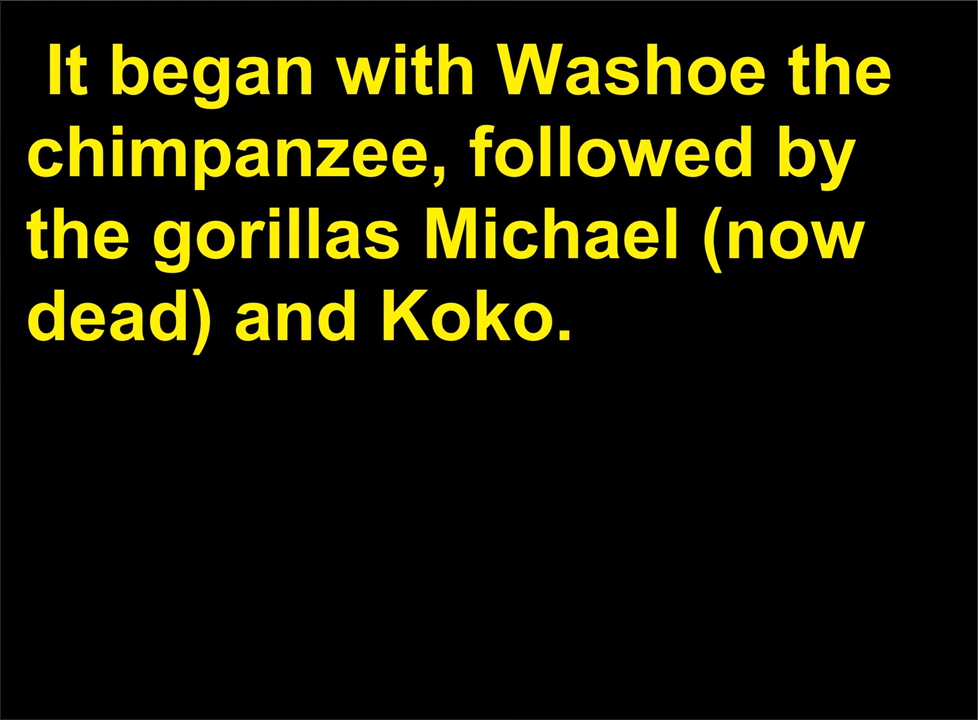 It began with Washoe the
chimpanzee, followed by
the gorillas Michael (now
dead) and Koko.